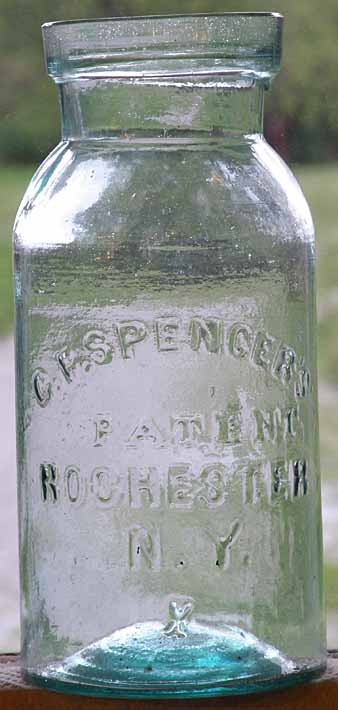 C.F. SPENCER'S
PATENT
ROCHESTER
N.Y.
X